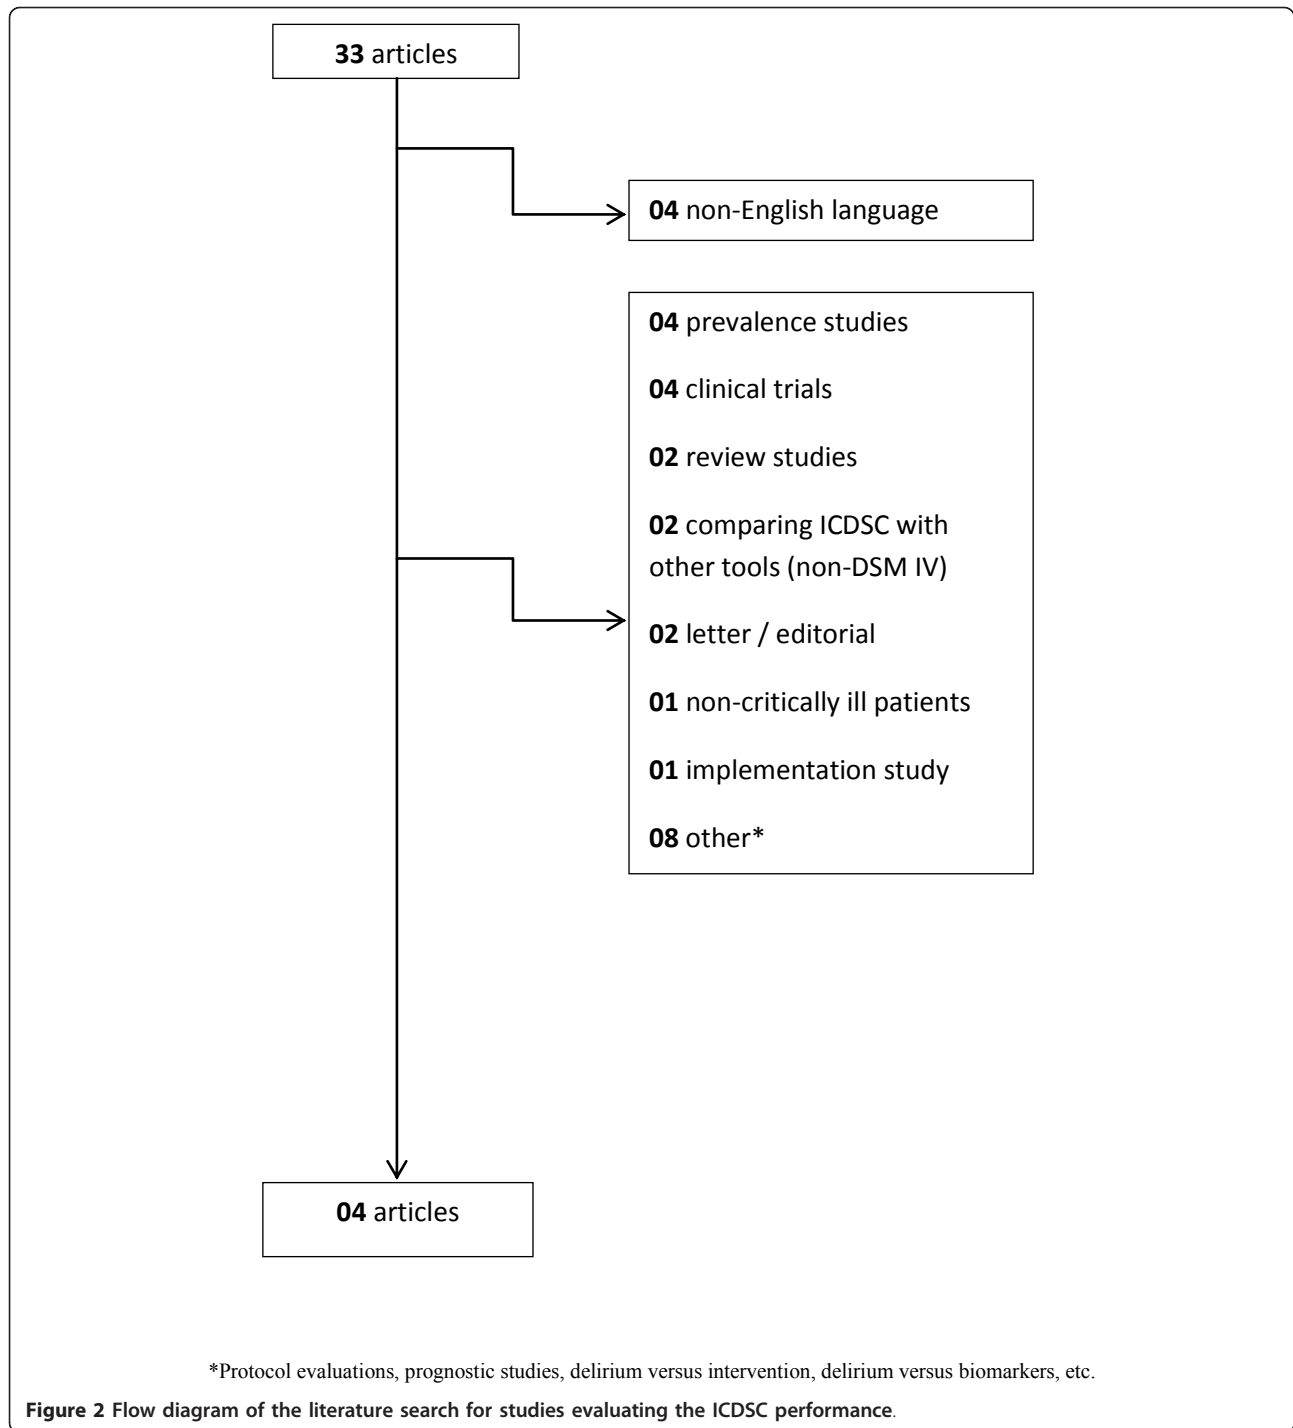 33 articles
04 non-English language
04 prevalence studies
04 clinical trials
02 review studies
02 comparing ICDSC with
other tools (non-DSM IV)
02 letter / editorial
01 non-critically ill patients
01 implementation study
08 other*
04 articles
*Protocol evaluations, prognostic studies, delirium versus intervention, delirium versus biomarkers, etc.
Figure 2 Flow diagram of the literature search for studies evaluating the ICDSC performance.